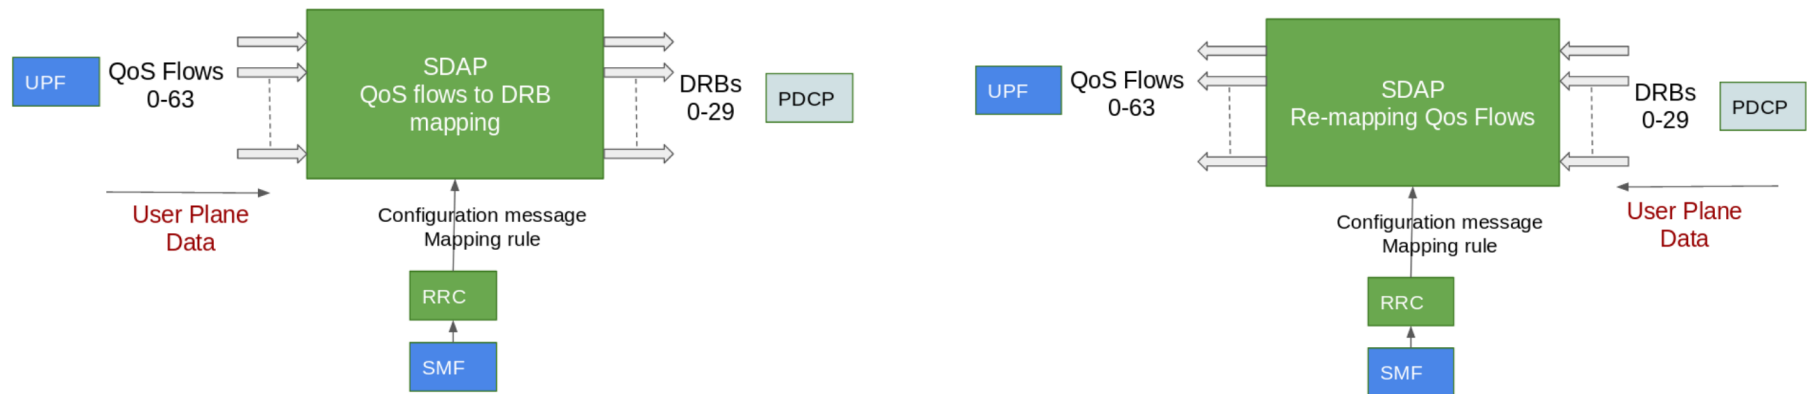 UPF
QoS Flows
0-63
SDAP
QoS flows to DRB
mapping
DRBs
0-29
PDCP
User Plane
Data
Configuration message
Mapping rule
RRC
SMF
UPF
QoS Flows
0-63
SDAP
Re-mapping Qos Flows
DRBs
0-29
PDCP
User Plane
Data
Configuration message
Mapping rule
RRC
SMF